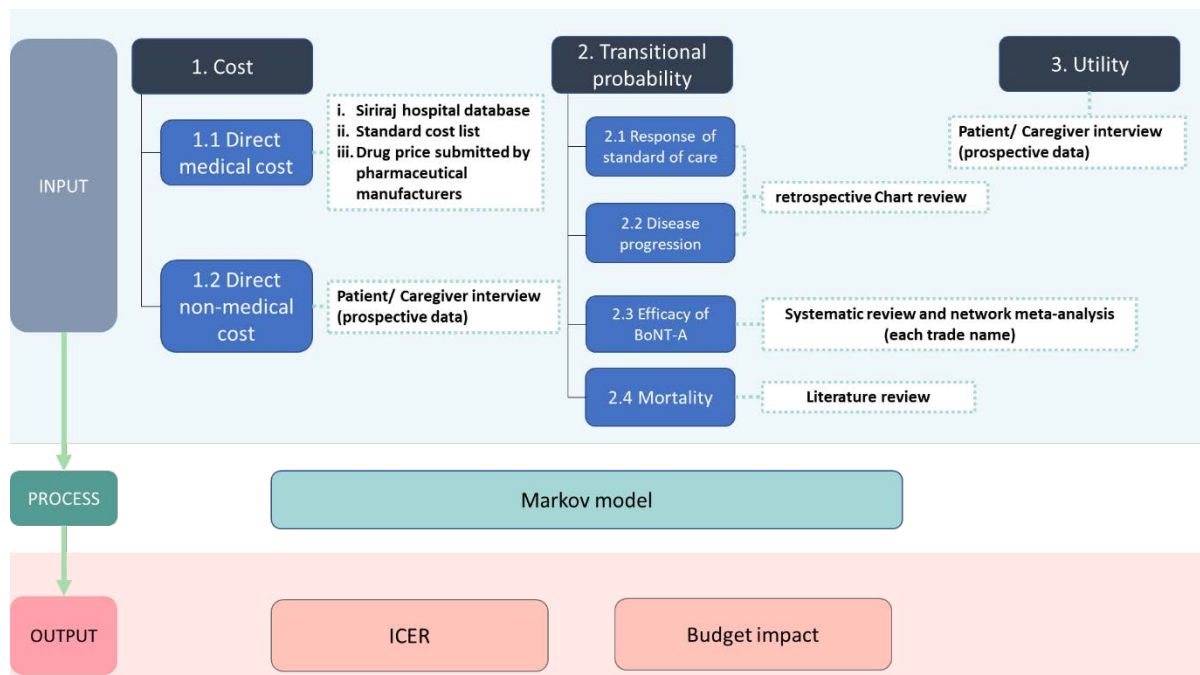 INPUT
1. Cost
1.1 Direct
medical cost
i. Siriraj hospital database
ii. Standard cost list
iii. Drug price submitted by
pharmaceutical
manufacturers
1.2 Direct
non-medical
cost
Patient/ Caregiver interview
(prospective data)
2. Transitional
probability
2.1 Response of
standard of care
2.2 Disease
progression
retrospective Chart review
2.3 Efficacy of
BoNT-A
Systematic review and network meta-analysis
(each trade name)
2.4 Mortality
Literature review
3. Utility
Patient/ Caregiver interview
(prospective data)
PROCESS
Markov model
OUTPUT
ICER
Budget impact